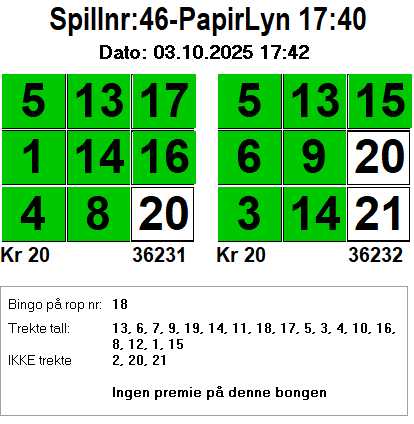 Spillnr:46-PapirLyn 17:40
Dato: 03.10.2025 17:42
5 13 17 5 13 15
1 14 16 6 9 20
4 8 20 3 14 21
Kr 20 36231 Kr 20 36232
Bingo på rop nr: 18
Trekte tall: 13, 6, 7, 9, 19, 14, 11, 18, 17, 5, 3, 4, 10, 16,
8, 12, 1, 15
IKKE trekte 2, 20, 21
Ingen premie på denne bongen